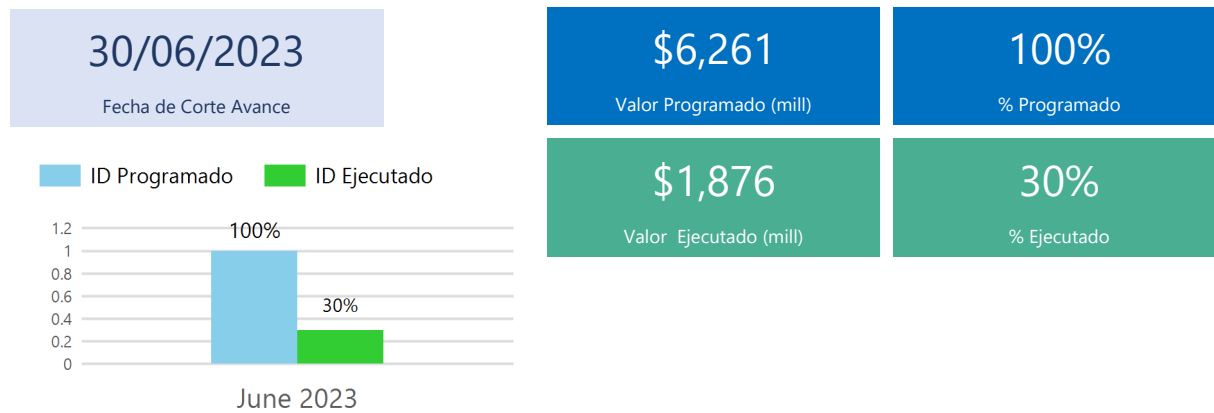 30/06/2023
Fecha de Corte Avance
$6,261
Valor Programado (mill)
100%
% Programado
$1,876
Valor Ejecutado (mill)
30%
% Ejecutado
ID Programado
ID Ejecutado
1.2
1
0.8
0.6
0.4
0.2
0
100%
30%
June 2023